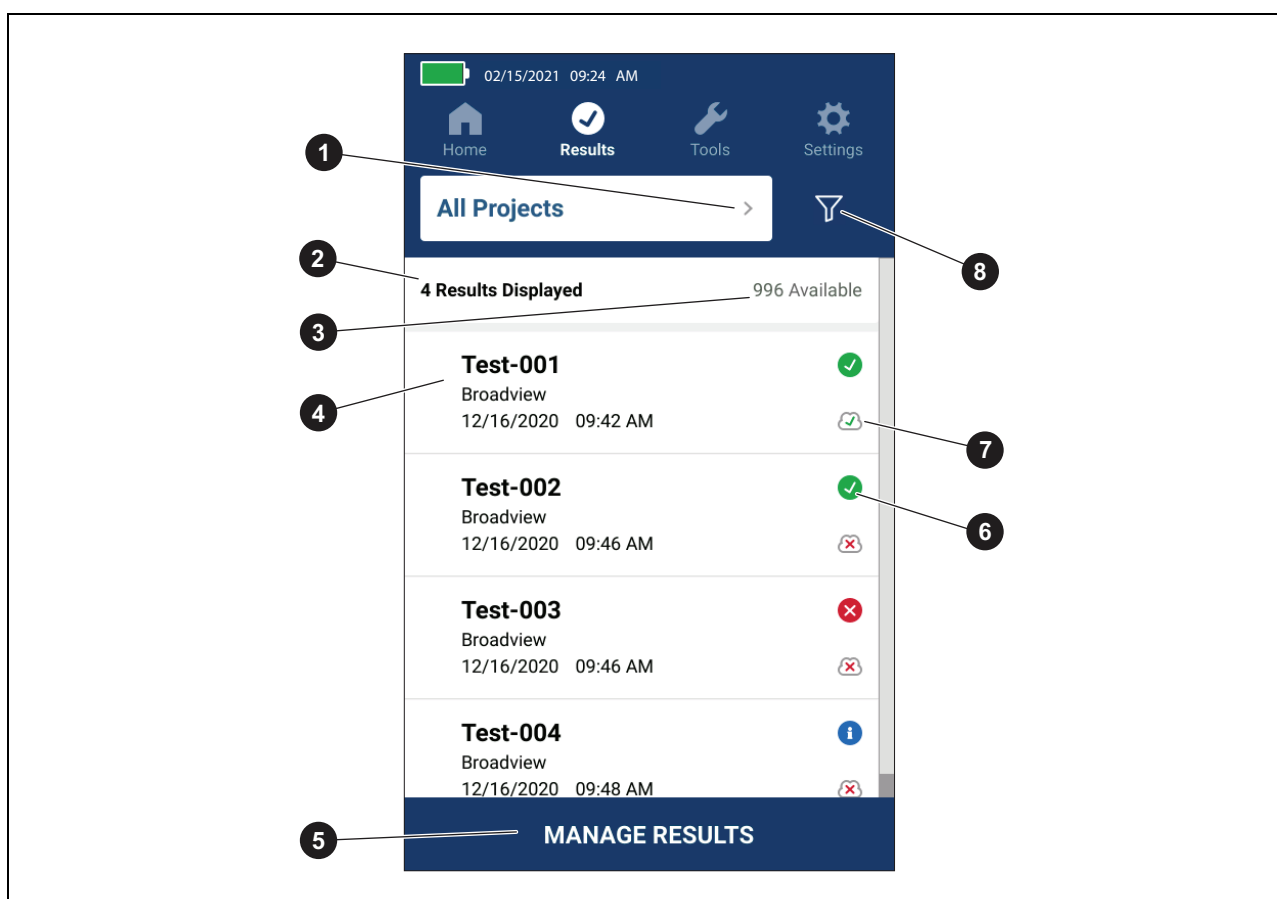 02/15/2021 09:24 AM
Home Results Tools Settings
1
All Projects
8
2
4 Results Displayed 996 Available
3
Test-001
Broadview
4
12/16/2020 09:42 AM
7
Test-002
Broadview
6
12/16/2020 09:46 AM
Test-003
Broadview
12/16/2020 09:46 AM
Test-004
Broadview
12/16/2020 09:48 AM
5
MANAGE RESULTS